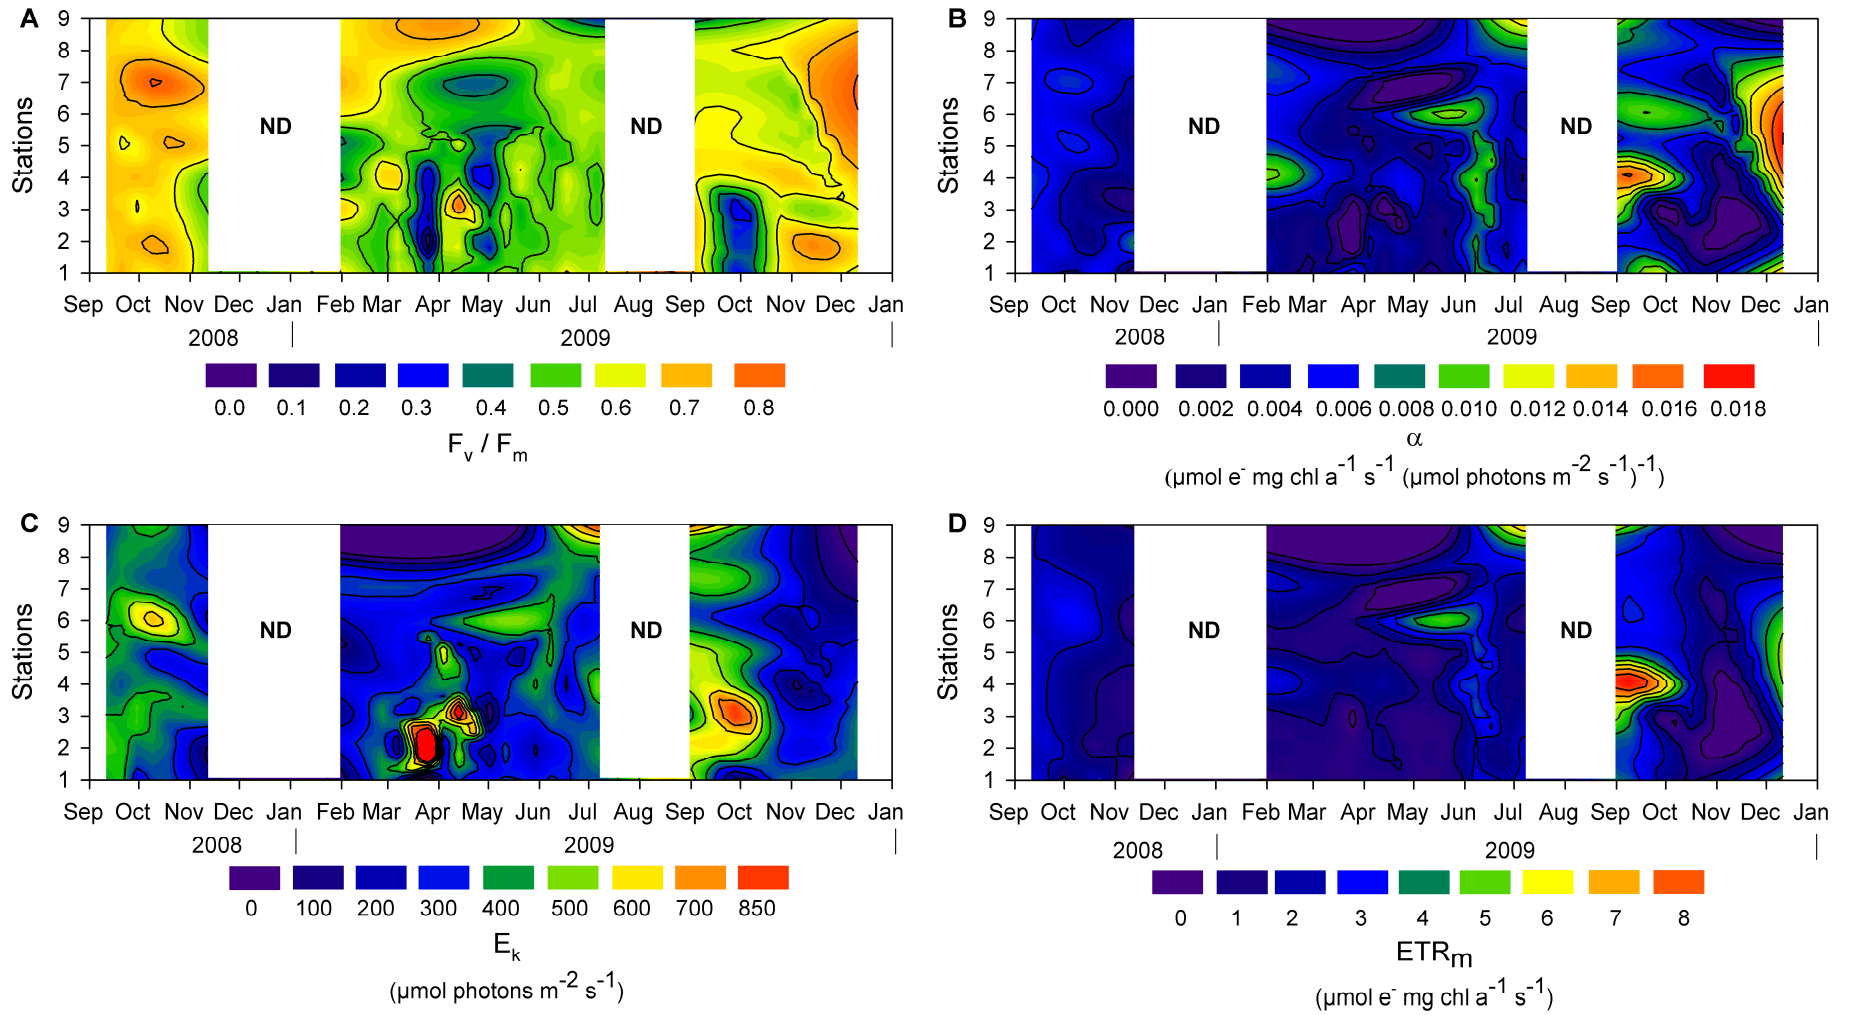 A
9
8
7
6
5
4
3
2
1
Stations
ND
ND
Sep Oct Nov Dec Jan Feb Mar Apr May Jun Jul Aug Sep Oct Nov Dec Jan
2008 2009
0.0 0.1 0.2 0.3 0.4 0.5 0.6 0.7 0.8
Fv / Fm
B
9
8
7
6
5
4
3
2
1
Stations
ND
ND
Sep Oct Nov Dec Jan Feb Mar Apr May Jun Jul Aug Sep Oct Nov Dec Jan
2008 2009
0.000 0.002 0.004 0.006 0.008 0.010 0.012 0.014 0.016 0.018
α
(µmol e- mg chl a-1 s-1 (µmol photons m-2 s-1)-1)
C
9
8
7
6
5
4
3
2
1
Stations
ND
ND
Sep Oct Nov Dec Jan Feb Mar Apr May Jun Jul Aug Sep Oct Nov Dec Jan
2008 2009
0 100 200 300 400 500 600 700 850
Ek
(µmol photons m-2 s-1)
D
9
8
7
6
5
4
3
2
1
Stations
ND
ND
Sep Oct Nov Dec Jan Feb Mar Apr May Jun Jul Aug Sep Oct Nov Dec Jan
2008 2009
0 1 2 3 4 5 6 7 8
ETRm
(µmol e- mg chl a-1 s-1)